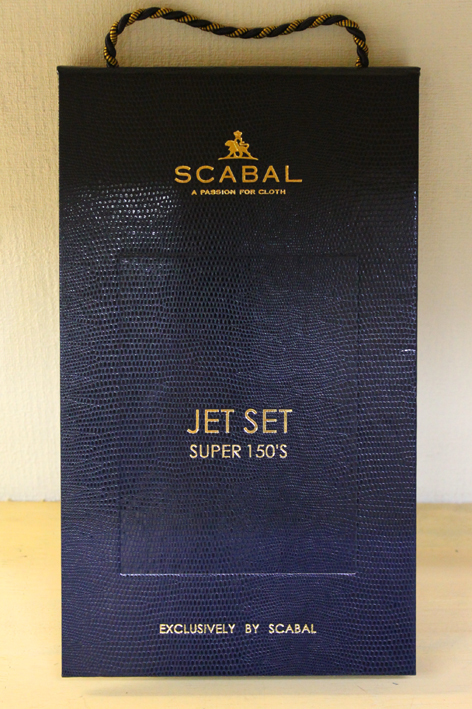 SCABAL
A PASSION FOR CLOTH
JET SET
SUPER 150'S
EXCLUSIVELY BY SCABAL